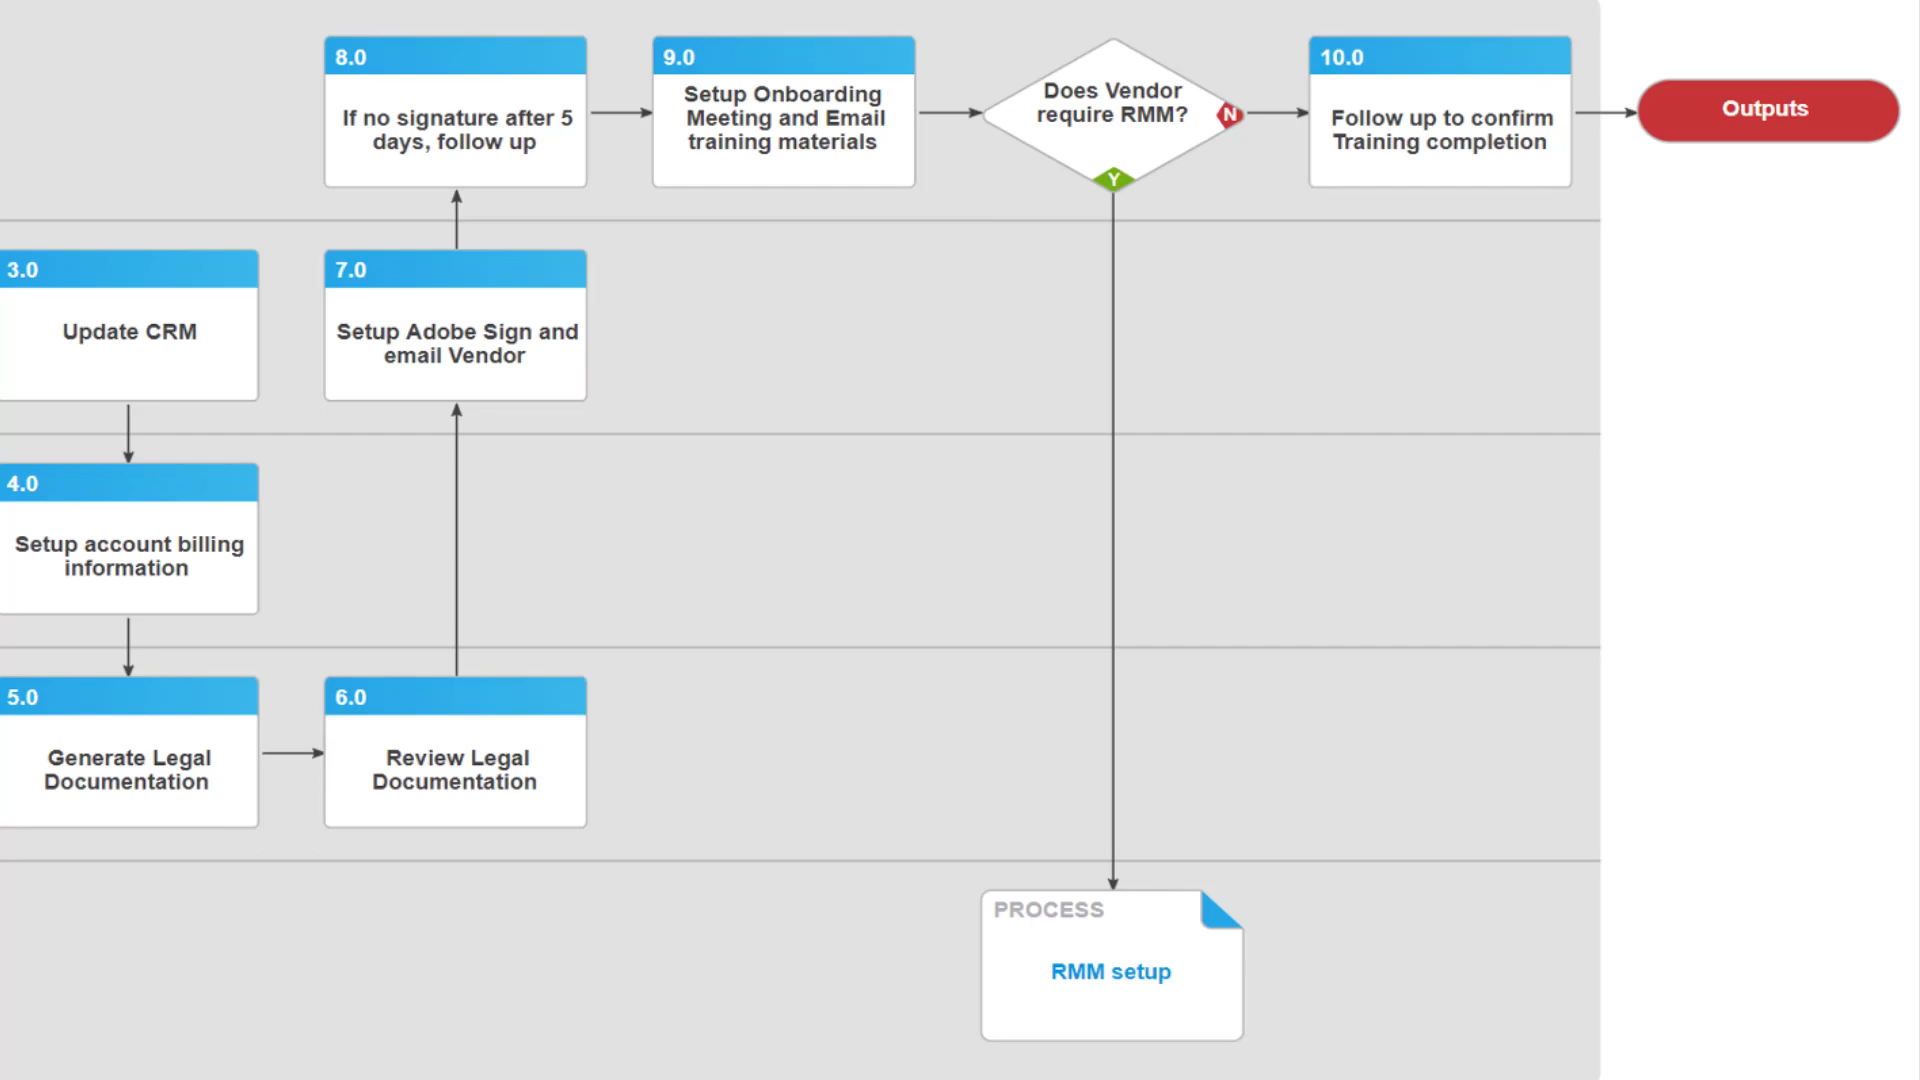 8.0
If no signature after 5
days, follow up
9.0
Setup Onboarding
Meeting and Email
training materials
Does Vendor
require RMM?
N
Y
10.0
Follow up to confirm
Training completion
Outputs
3.0
Update CRM
7.0
Setup Adobe Sign and
email Vendor
4.0
Setup account billing
information
5.0
Generate Legal
Documentation
6.0
Review Legal
Documentation
PROCESS
RMM setup